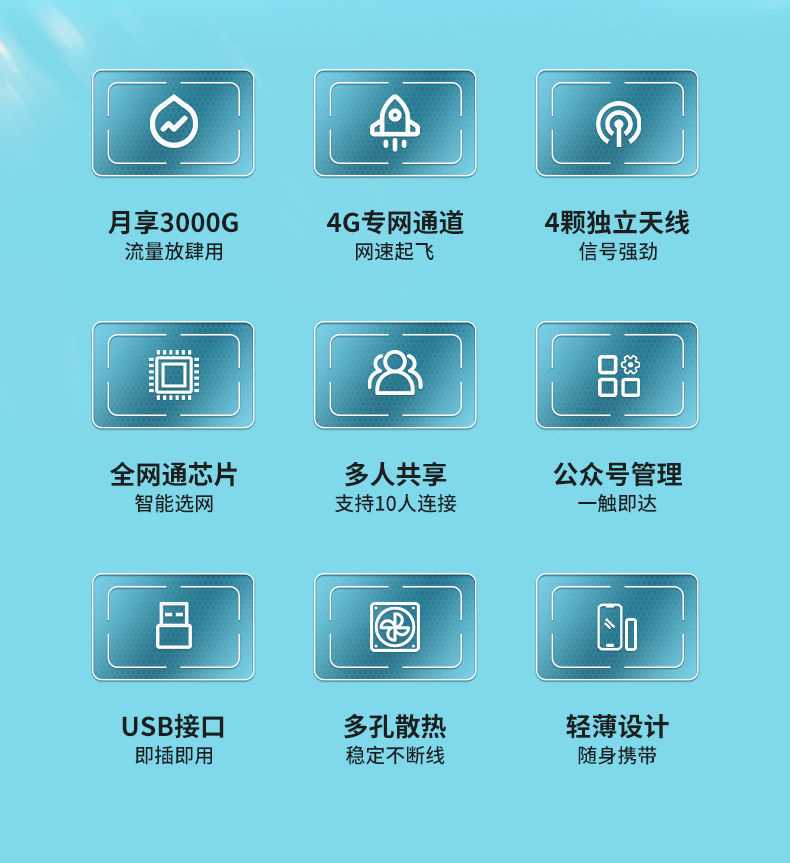 月享3000G
流量放肆用
4G专网通道
网速起飞
4颗独立天线
信号强劲
全网通芯片
智能选网
多人共享
支持10人连接
公众号管理
一触即达
USB接口
即插即用
多孔散热
稳定不断线
轻薄设计
随身携带